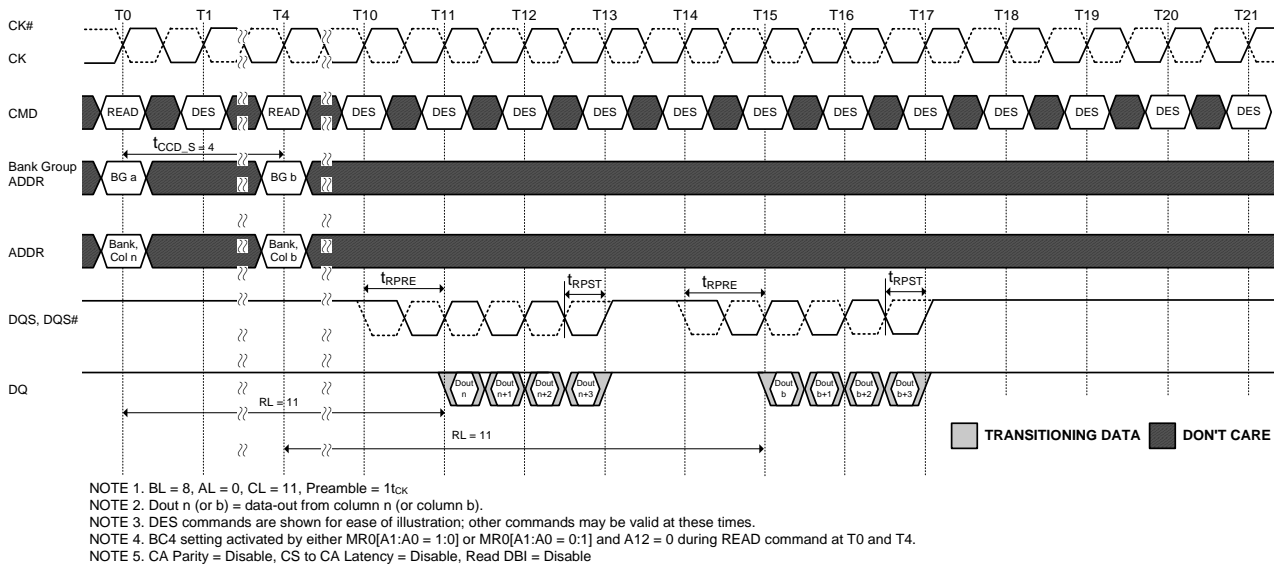 T0 T1 T4 T10 T11 T12 T13 T14 T15 T16 T17 T18 T19 T20 T21
CK#
CK
CMD READ DES READ DES DES DES DES DES DES DES DES DES DES DES DES
tCCD_S = 4
Bank Group
ADDR
BG a BG b
ADDR
Bank,
Col n
Bank,
Col b
tRPRE tRPST tRPRE tRPST
DQS, DQS#
DQ
Dout
n
Dout
n+1
Dout
n+2
Dout
n+3
Dout
b
Dout
b+1
Dout
b+2
Dout
b+3
RL = 11
RL = 11
TRANSITIONING DATA DON'T CARE
NOTE 1. BL = 8, AL = 0, CL = 11, Preamble = 1tCK
NOTE 2. Dout n (or b) = data-out from column n (or column b).
NOTE 3. DES commands are shown for ease of illustration; other commands may be valid at these times.
NOTE 4. BC4 setting activated by either MR0[A1:A0 = 1:0] or MR0[A1:A0 = 0:1] and A12 = 0 during READ command at T0 and T4.
NOTE 5. CA Parity = Disable, CS to CA Latency = Disable, Read DBI = Disable